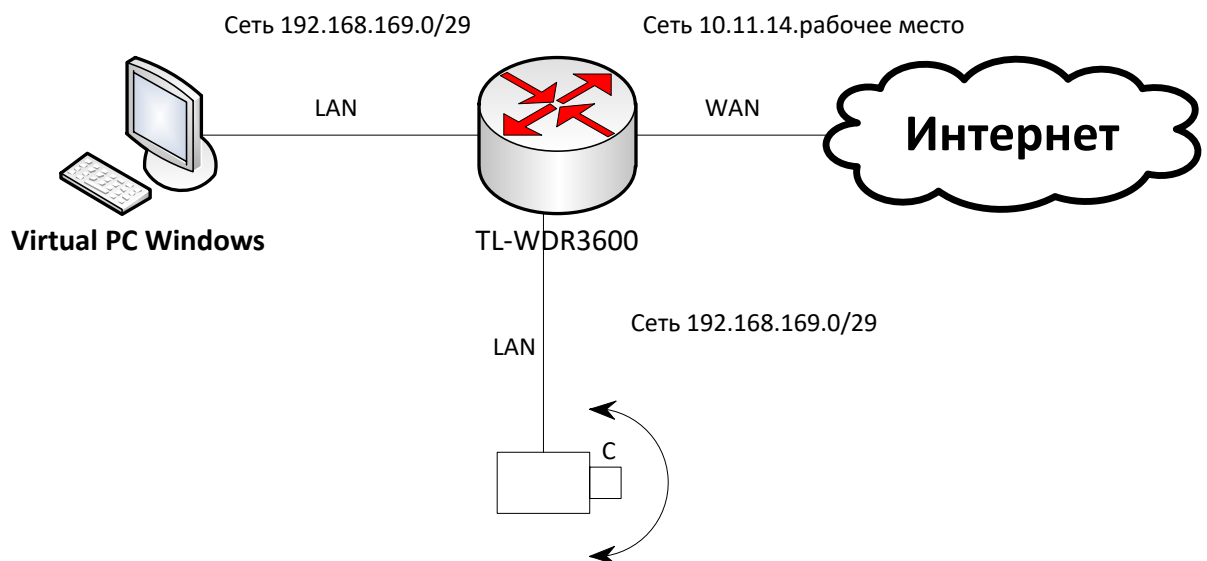 Сеть 192.168.169.0/29
Сеть 10.11.14.рабочее место
LAN
WAN
Интернет
Virtual PC Windows
TL-WDR3600
Сеть 192.168.169.0/29
LAN
C